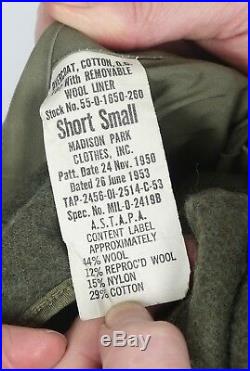 OVERCOAT, COTTON, O.D.
With REMOVABLE
WOOL LINER
Stock No. 55-O-1650-260
Short Small
MADISON PARK
CLOTHES, INC.
Patt. Date 24 Nov. 1950
Dated 26 June 1953
TAP-2456-OI-2514-C-53
Spec. No. MIL-O-2419B
A.S.T.A.P.A.
CONTENT LABEL
APPROXIMATELY
44% WOOL
12% REPROC'D WOOL
15% NYLON
29% COTTON